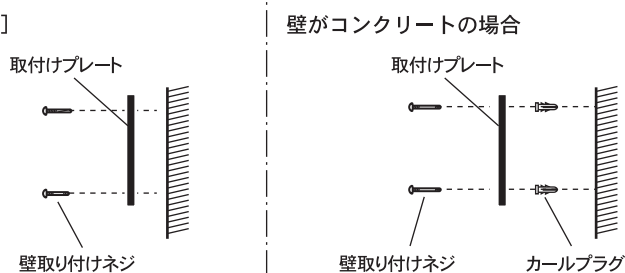 ]
取付けプレート
壁取り付けネジ
壁がコンクリートの場合
取付けプレート
壁取り付けネジ
カールプラグ